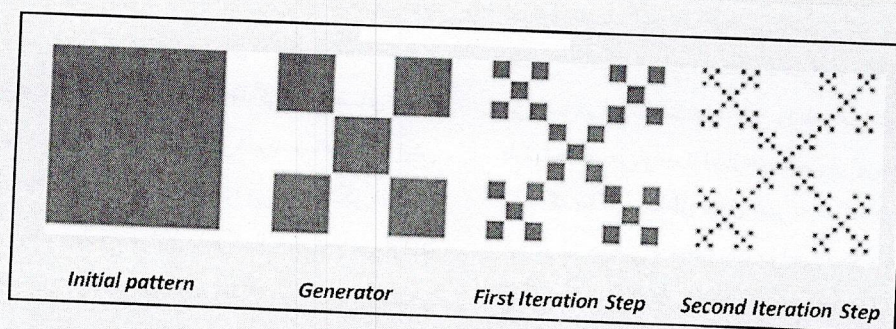 Initial pattern
Generator
First Iteration Step
Second Iteration Step